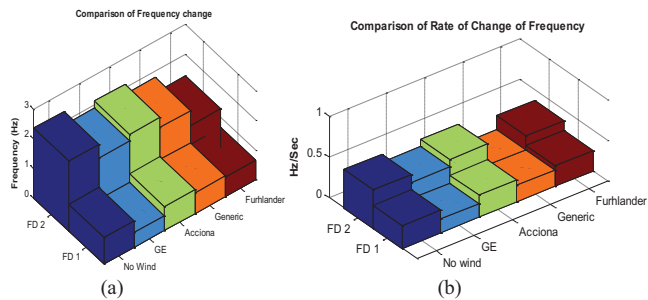 Comparison of Frequency change
Frequency (Hz)
3
2
1
0
FD 2
FD 1
No Wind
GE
Acciona
Generic
Furhlander
(a)
Comparison of Rate of Change of Frequency
Hz/Sec
1
0.5
0
FD 2
FD 1
No wind
GE
Acciona
Generic
Furhlander
(b)